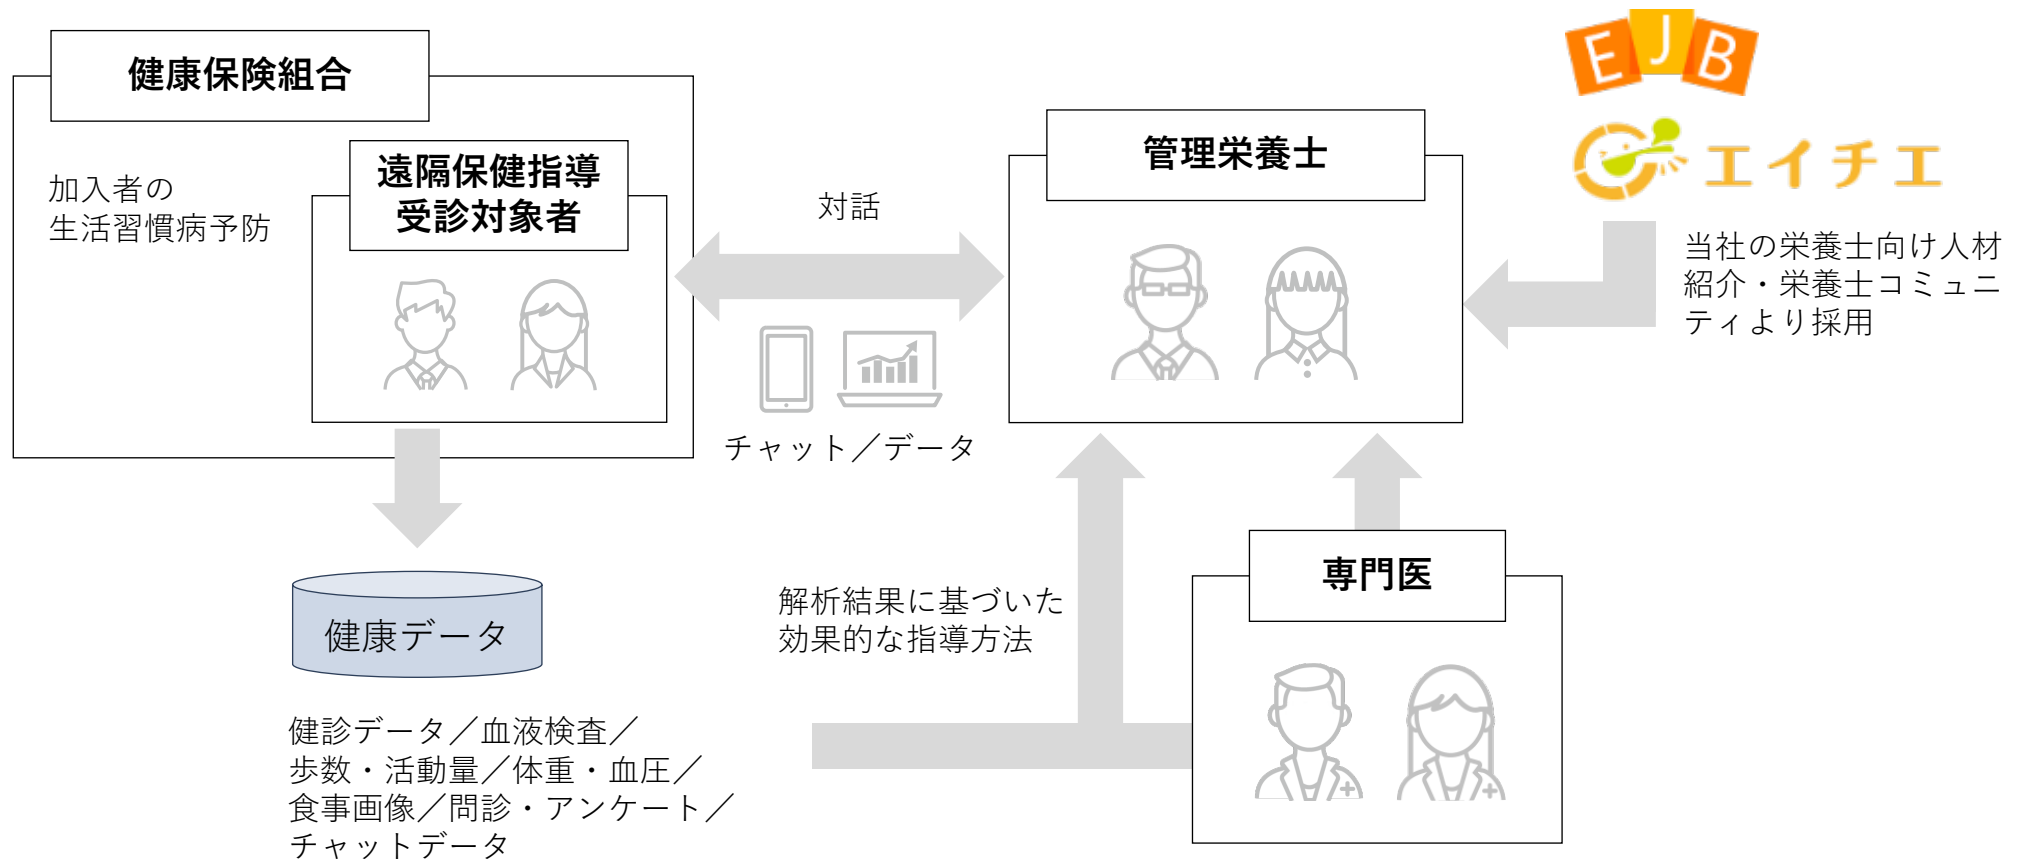 健康保険組合
加入者の
生活習慣病予防
遠隔保健指導
受診対象者
対話
チャット／データ
管理栄養士
EJB
エイチエ
当社の栄養士向け人材
紹介・栄養士コミュニ
ティより採用
健康データ
健診データ／血液検査／
歩数・活動量／体重・血圧／
食事画像／問診・アンケート／
チャットデータ
解析結果に基づいた
効果的な指導方法
専門医